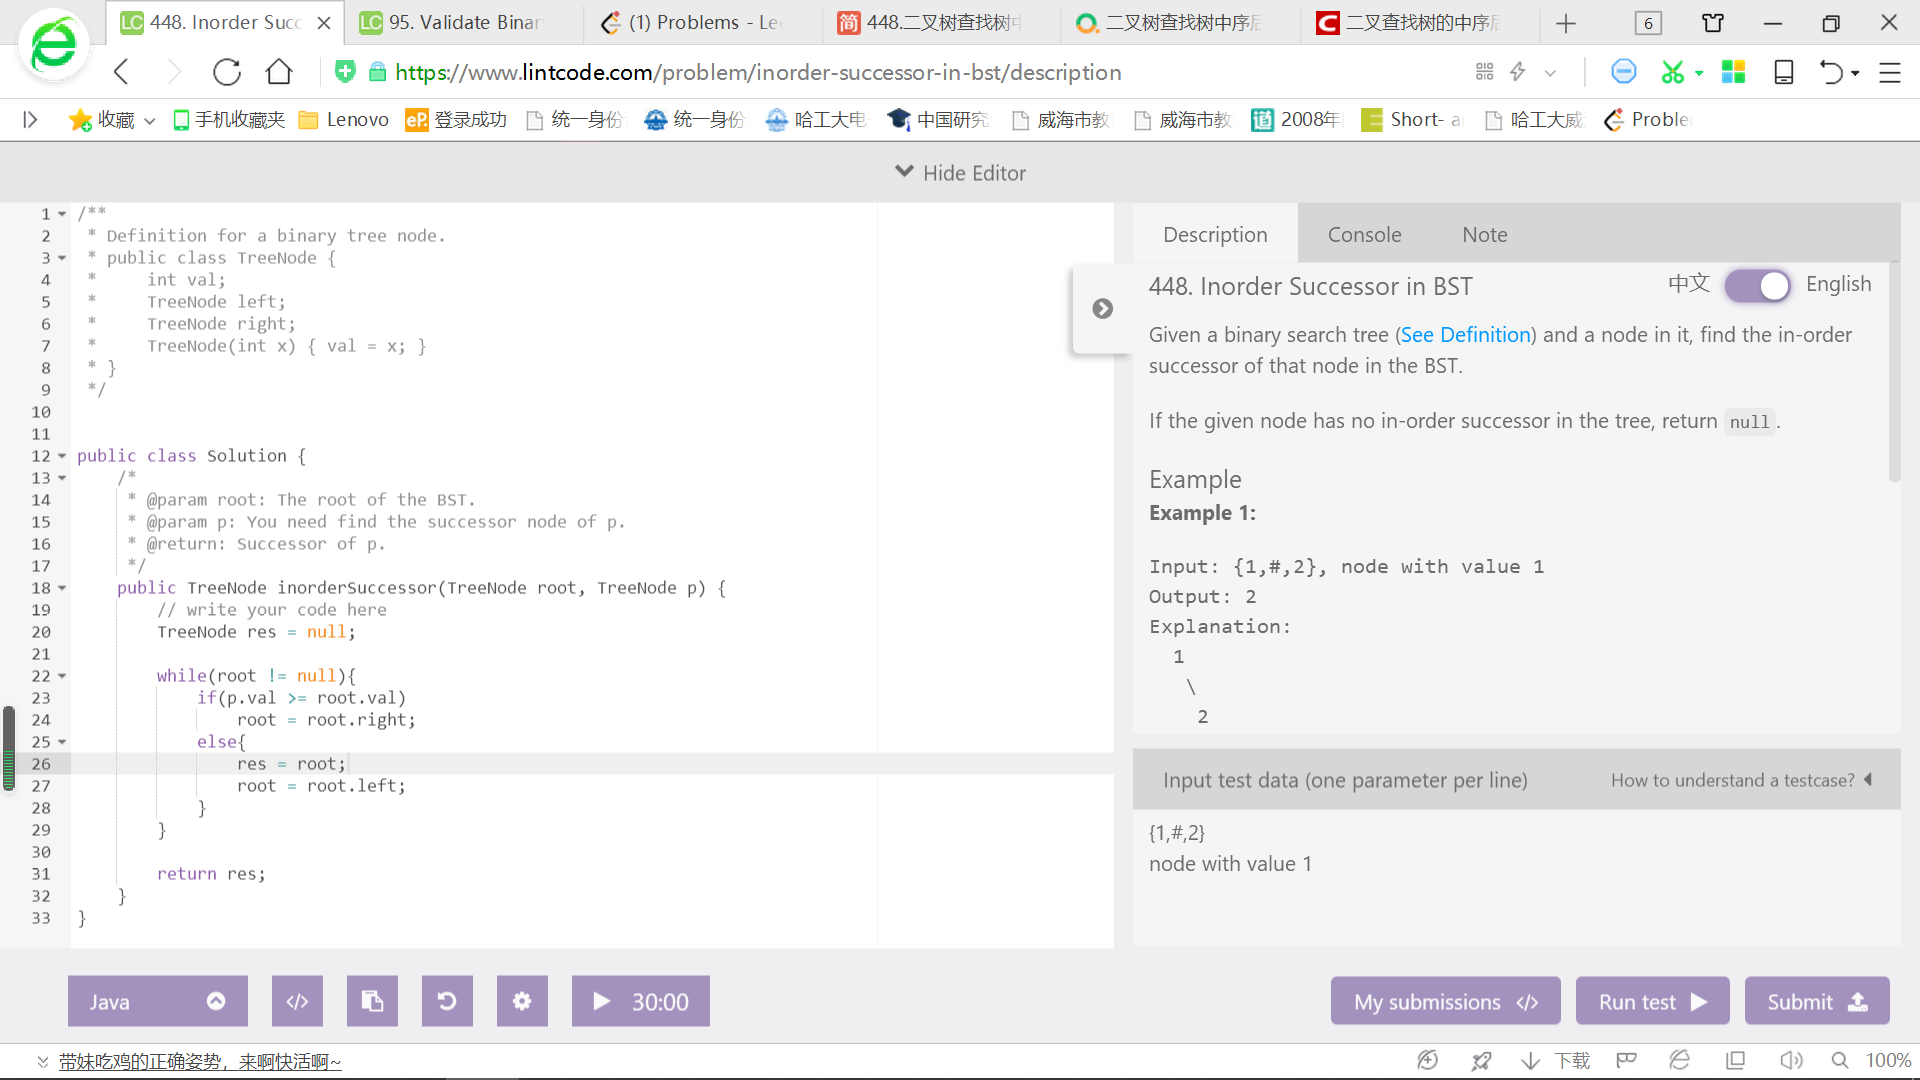 448. Inorder Succ
95. Validate Binar
(1) Problems - Le
448.二叉树查找树中
二叉树查找树中序后
二叉查找树的中序后
6
https://www.lintcode.com/problem/inorder-successor-in-bst/description
收藏
手机收藏夹
Lenovo
登录成功
统一身份
统一身份
哈工大电
中国研究
威海市教
威海市教
2008年
Short- a
哈工大威
Proble
Hide Editor
1 /**
2  * Definition for a binary tree node.
3  * public class TreeNode {
4  *     int val;
5  *     TreeNode left;
6  *     TreeNode right;
7  *     TreeNode(int x) { val = x; }
8  * }
9  */
10
11
12 public class Solution {
13     /*
14      * @param root: The root of the BST.
15      * @param p: You need find the successor node of p.
16      * @return: Successor of p.
17      */
18     public TreeNode inorderSuccessor(TreeNode root, TreeNode p) {
19         // write your code here
20         TreeNode res = null;
21
22         while(root != null){
23             if(p.val >= root.val)
24                 root = root.right;
25             else{
26                 res = root;
27                 root = root.left;
28             }
29         }
30
31         return res;
32     }
33 }
Description
Console
Note
448. Inorder Successor in BST
中文
English
Given a binary search tree (See Definition) and a node in it, find the in-order
successor of that node in the BST.
If the given node has no in-order successor in the tree, return null.
Example
Example 1:
Input: {1,#,2}, node with value 1
Output: 2
Explanation:
1
\
2
Input test data (one parameter per line)
How to understand a testcase?
{1,#,2}
node with value 1
Java
</>
30:00
My submissions </>
Run test
Submit
带妹吃鸡的正确姿势，来啊快活啊~
下载
100%